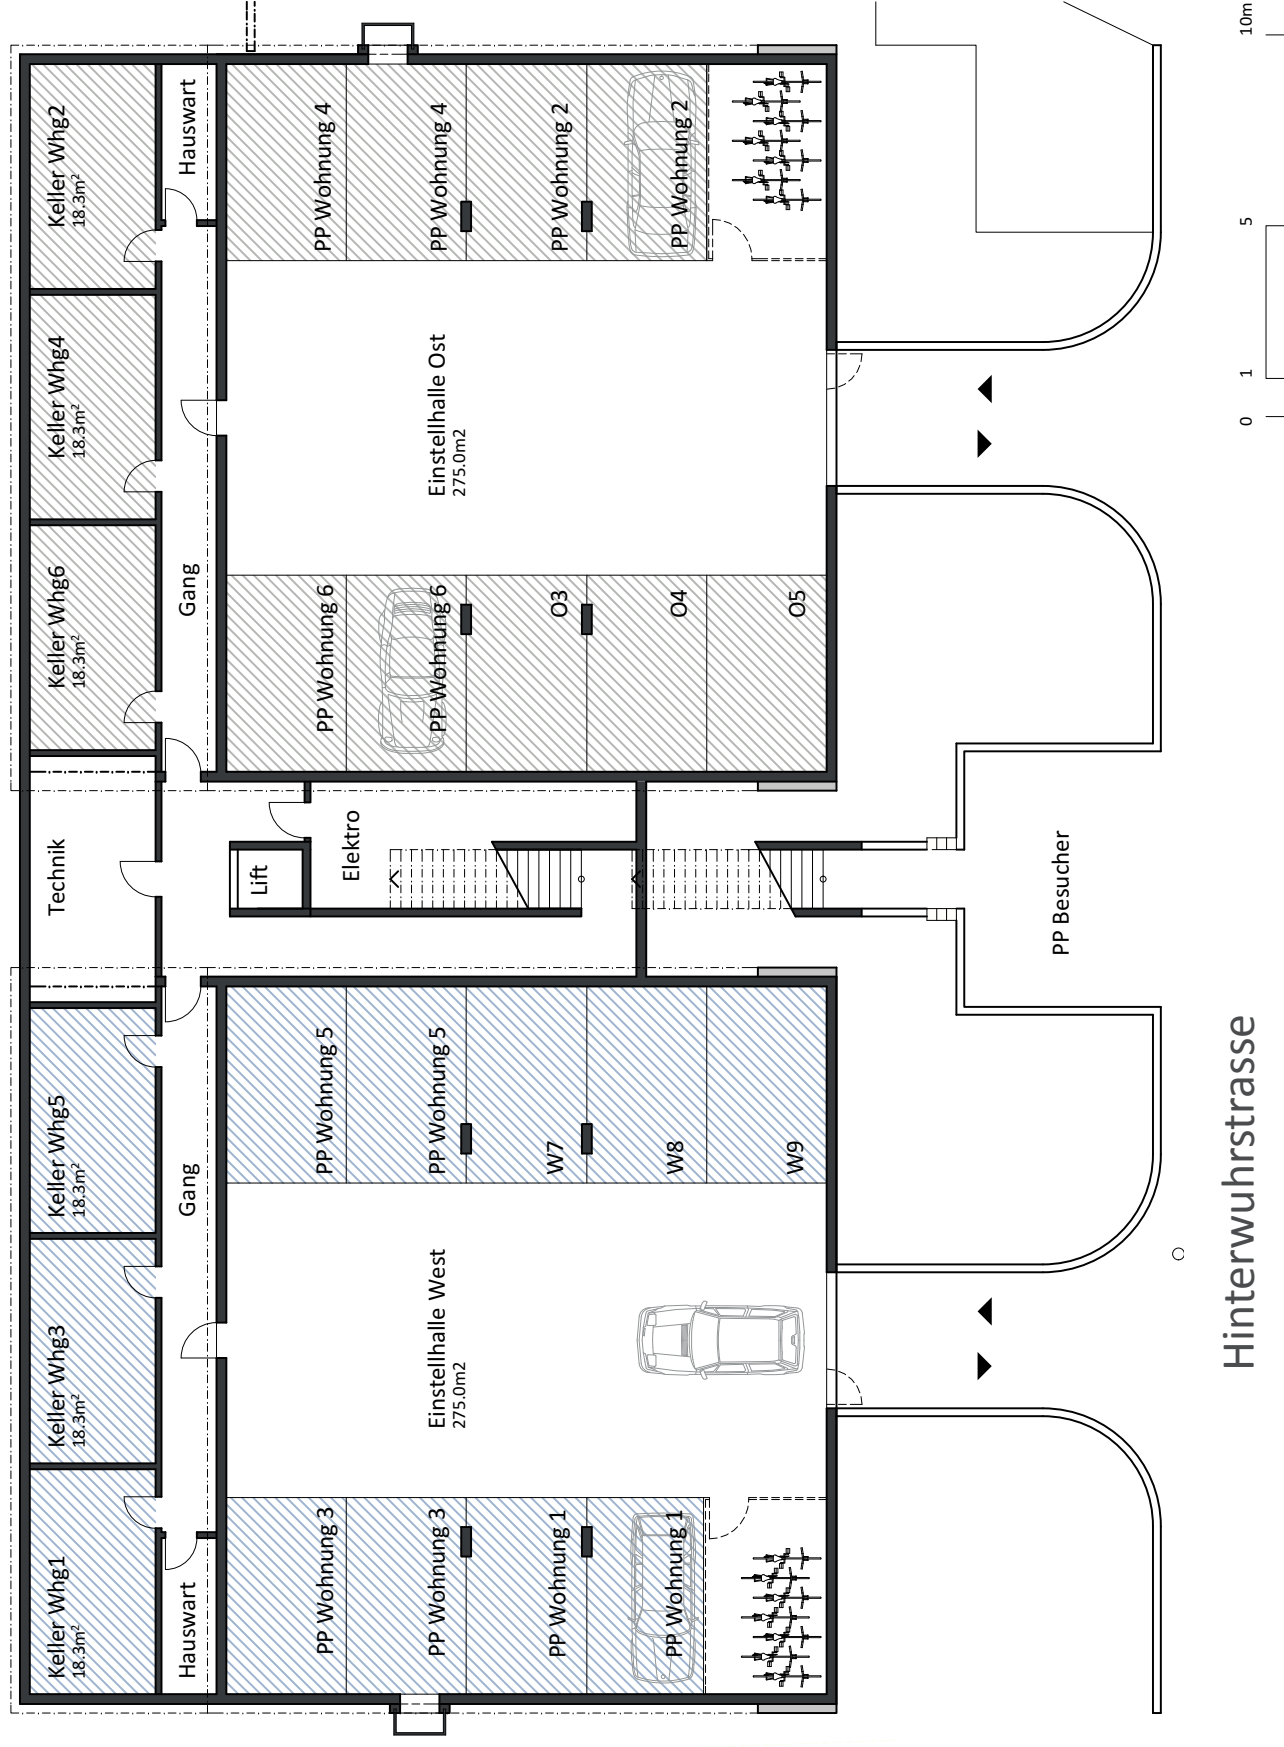 Keller Whg1
18.3m²
Keller Whg3
18.3m²
Keller Whg5
18.3m²
Technik
Keller Whg6
18.3m²
Keller Whg4
18.3m²
Keller Whg2
18.3m²
Hauswart
Gang
Gang
Hauswart
Lift
Elektro
PP Wohnung 3
PP Wohnung 3
PP Wohnung 1
PP Wohnung 1
Einstellhalle West
275.0m2
PP Wohnung 5
PP Wohnung 5
W7
W8
W9
PP Wohnung 6
PP Wohnung 6
O3
O4
O5
Einstellhalle Ost
275.0m2
PP Wohnung 4
PP Wohnung 4
PP Wohnung 2
PP Wohnung 2
PP Besucher
Hinterwuhrstrasse
0 1 5 10m